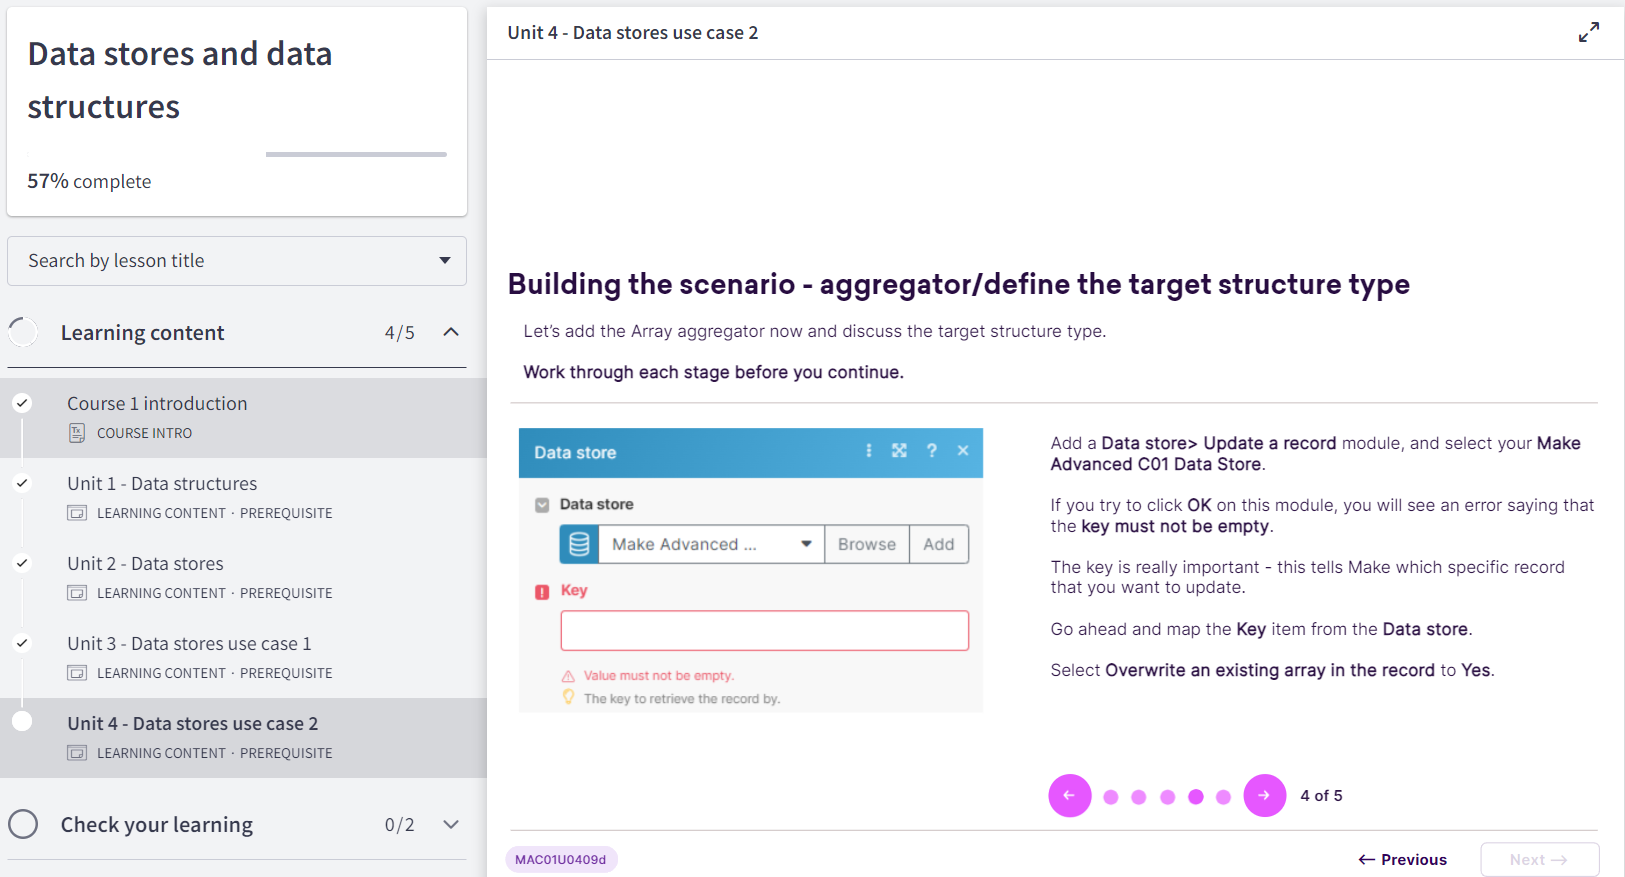 Data stores and data
structures
57% complete
Search by lesson title
Learning content 4/5
Course 1 introduction
COURSE INTRO
Unit 1 - Data structures
LEARNING CONTENT · PREREQUISITE
Unit 2 - Data stores
LEARNING CONTENT · PREREQUISITE
Unit 3 - Data stores use case 1
LEARNING CONTENT · PREREQUISITE
Unit 4 - Data stores use case 2
LEARNING CONTENT · PREREQUISITE
Check your learning 0/2
Unit 4 - Data stores use case 2
Building the scenario - aggregator/define the target structure type
Let’s add the Array aggregator now and discuss the target structure type.
Work through each stage before you continue.
Data store
Data store
Make Advanced ... Browse Add
Key
Value must not be empty.
The key to retrieve the record by.
Add a Data store> Update a record module, and select your Make
Advanced C01 Data Store.
If you try to click OK on this module, you will see an error saying that
the key must not be empty.
The key is really important - this tells Make which specific record
that you want to update.
Go ahead and map the Key item from the Data store.
Select Overwrite an existing array in the record to Yes.
4 of 5
MAC01U0409d
← Previous
Next →